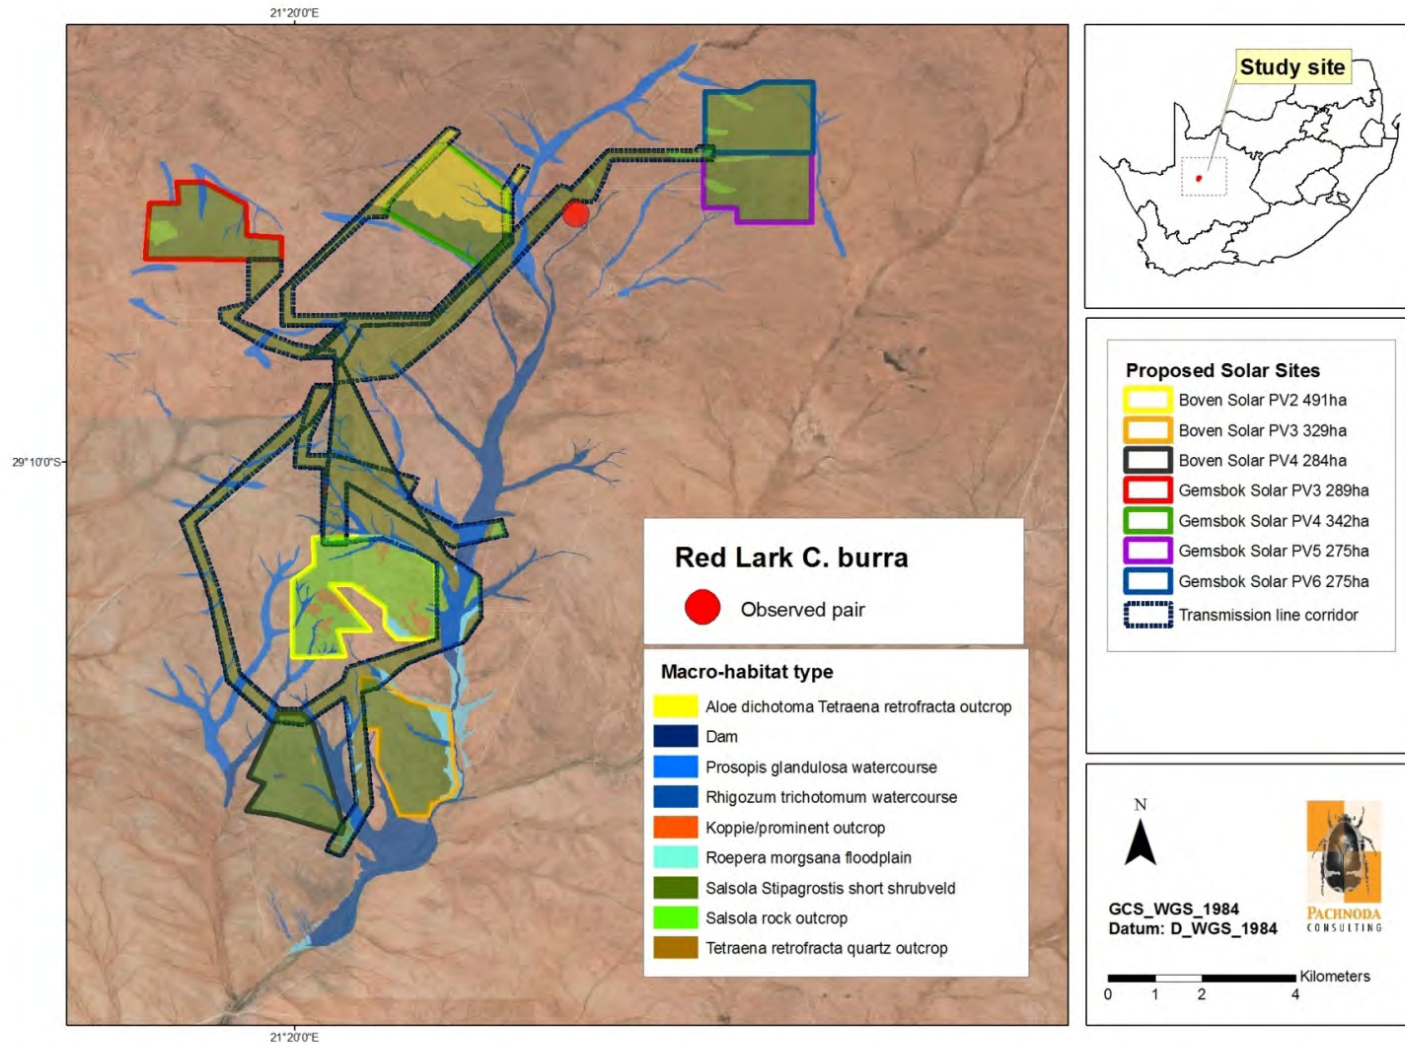 21°20'0"E
Study site
29°10'0"S
Proposed Solar Sites
Boven Solar PV2 491ha
Boven Solar PV3 329ha
Boven Solar PV4 284ha
Gemsbok Solar PV3 289ha
Gemsbok Solar PV4 342ha
Gemsbok Solar PV5 275ha
Gemsbok Solar PV6 275ha
Transmission line corridor
Red Lark C. burra
Observed pair
Macro-habitat type
Aloe dichotoma Tetraena retrofracta outcrop
Dam
Prosopis glandulosa watercourse
Rhigozum trichotomum watercourse
Koppie/prominent outcrop
Roepera morgsana floodplain
Salsola Stipagrostis short shrubveld
Salsola rock outcrop
Tetraena retrofracta quartz outcrop
N
GCS_WGS_1984
Datum: D_WGS_1984
PACHNODA
CONSULTING
Kilometers
0 1 2 4
21°20'0"E